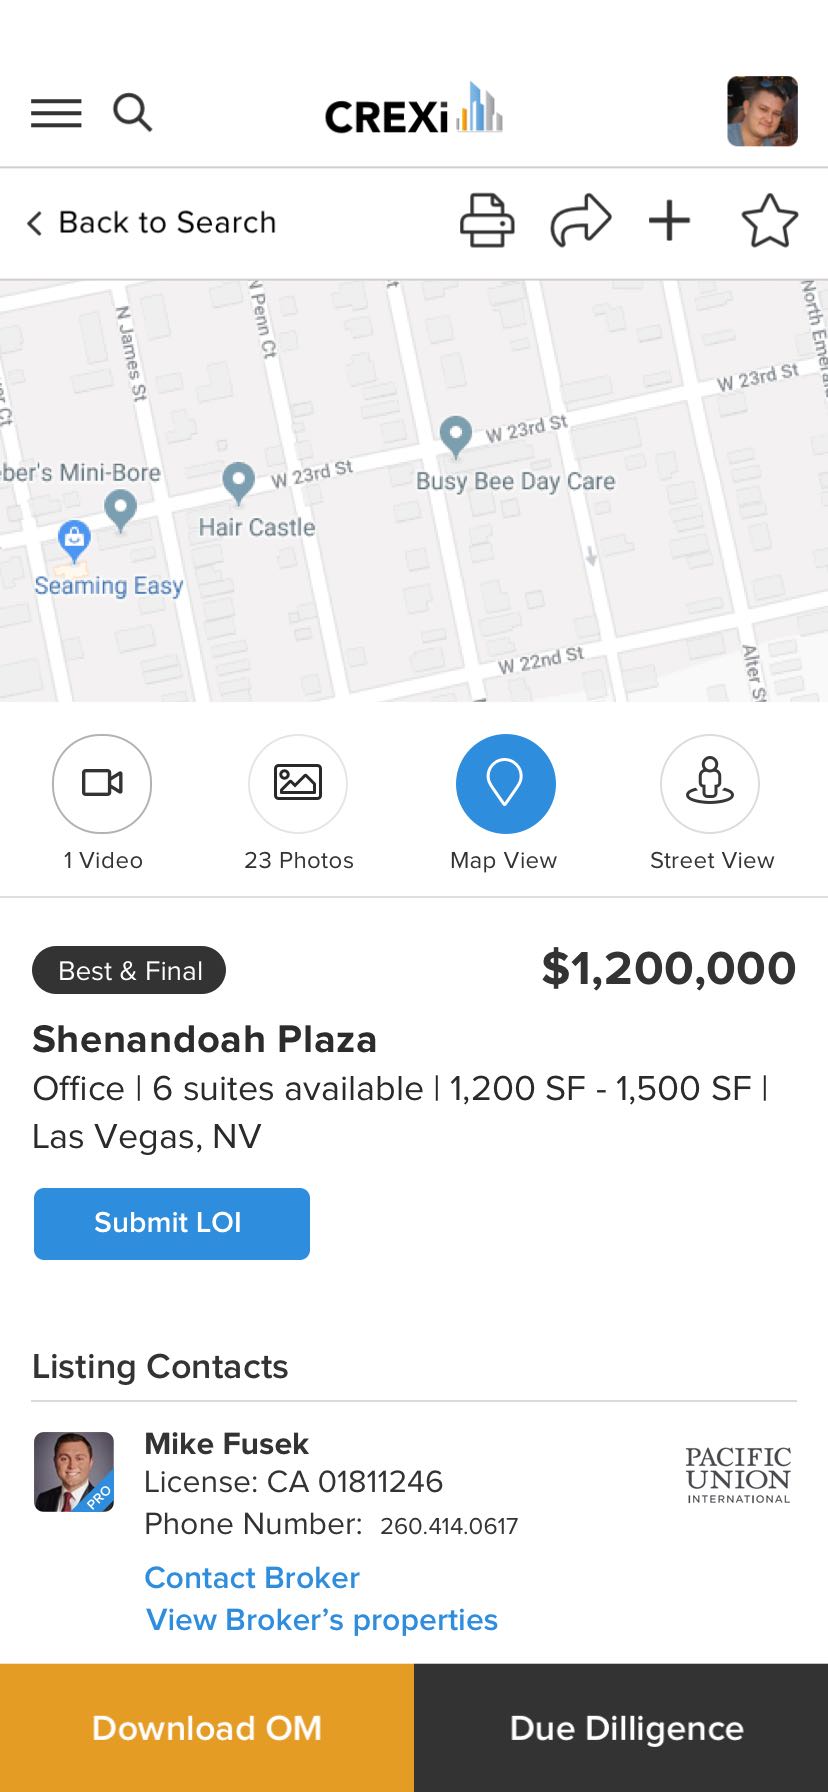 CREXi
Back to Search
N James St
N Penn Ct
W 23rd St
W 23rd St
W 23rd St
ber's Mini-Bore
Hair Castle
Busy Bee Day Care
Seaming Easy
W 22nd St
Alter St
1 Video
23 Photos
Map View
Street View
Best & Final
$1,200,000
Shenandoah Plaza
Office | 6 suites available | 1,200 SF - 1,500 SF |
Las Vegas, NV
Submit LOI
Listing Contacts
PRO
Mike Fusek
License: CA 01811246
Phone Number: 260.414.0617
PACIFIC
UNION
INTERNATIONAL
Contact Broker
View Broker’s properties
Download OM
Due Dilligence